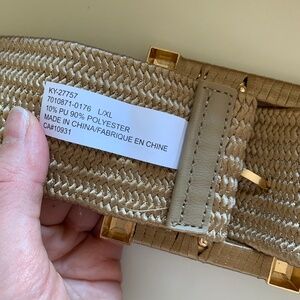 KY-27757
7010871-0176 L/XL
10% PU 90% POLYESTER
MADE IN CHINA/FABRIQUE EN CHINE
CA#10931